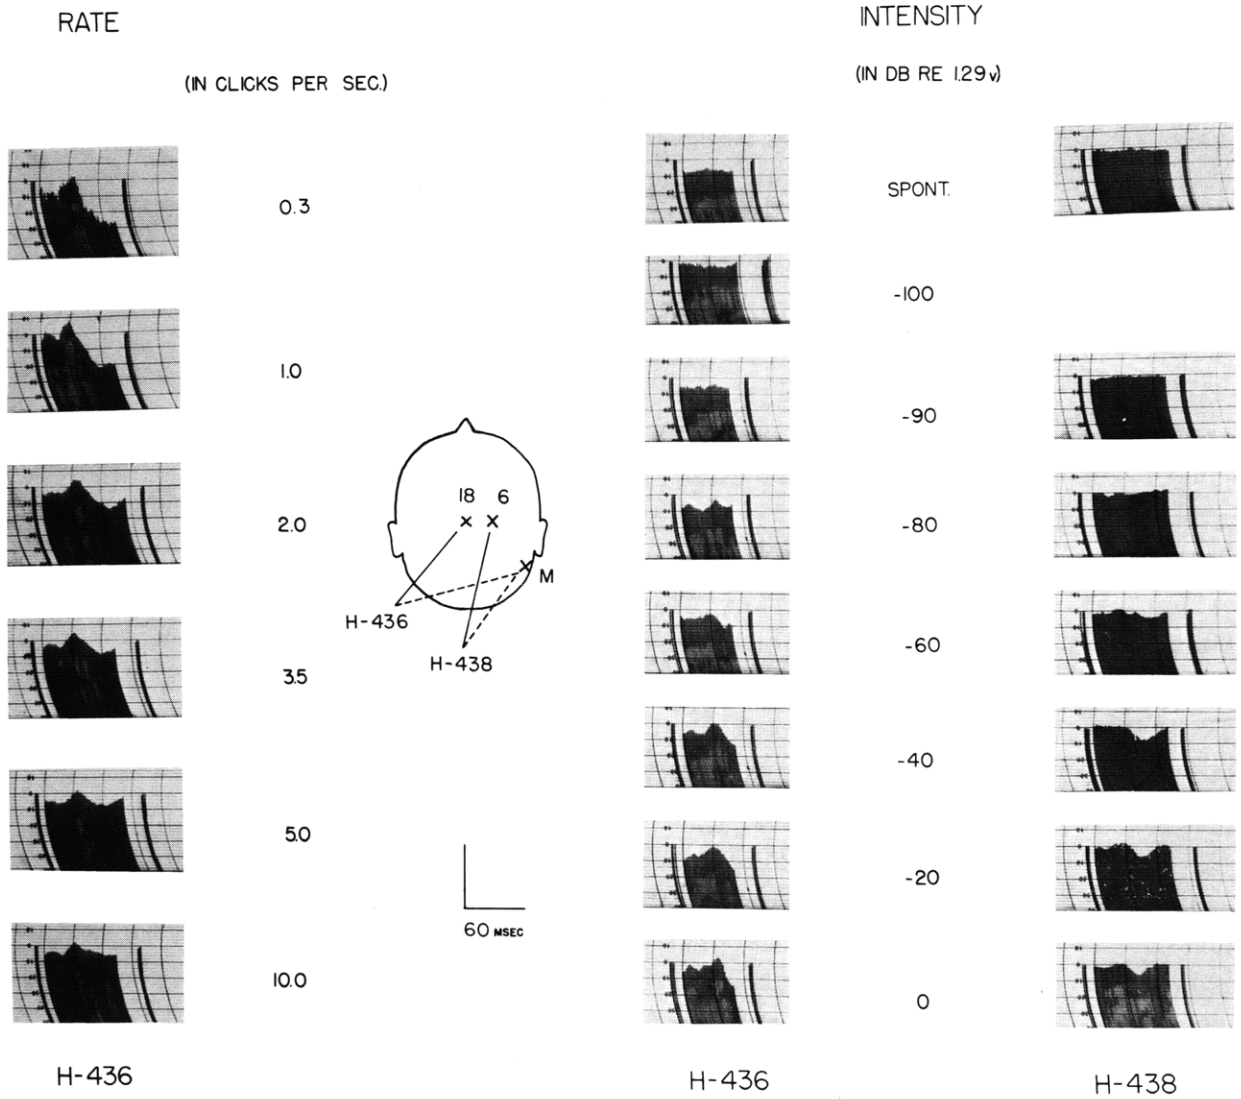 RATE
(IN CLICKS PER SEC.)
0.3
1.0
2.0
3.5
5.0
10.0
H-436
18 6
M
H-436
H-438
60 MSEC
INTENSITY
(IN DB RE 1.29v)
SPONT.
-100
-90
-80
-60
-40
-20
0
H-436
H-438